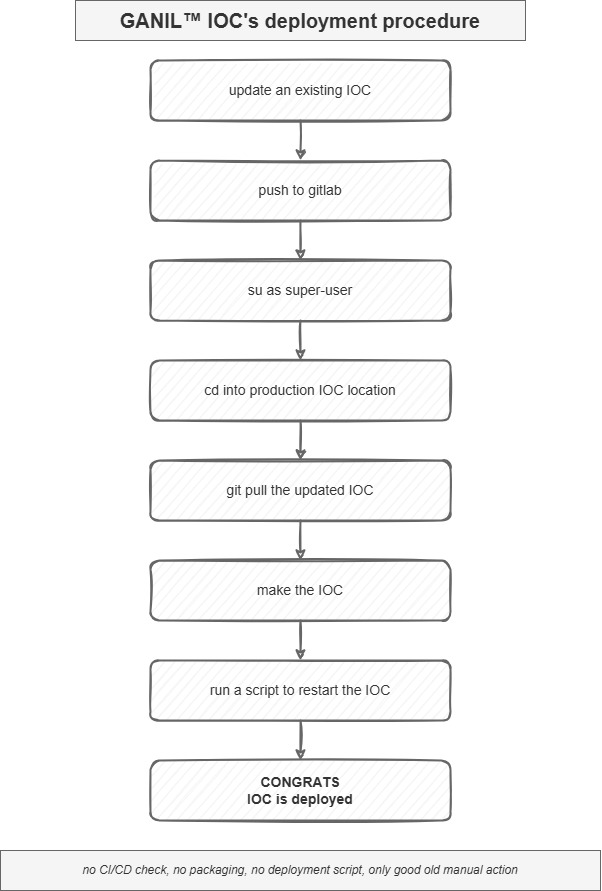 GANIL™ IOC's deployment procedure
update an existing IOC
push to gitlab
su as super-user
cd into production IOC location
git pull the updated IOC
make the IOC
run a script to restart the IOC
CONGRATS
IOC is deployed
no CI/CD check, no packaging, no deployment script, only good old manual action